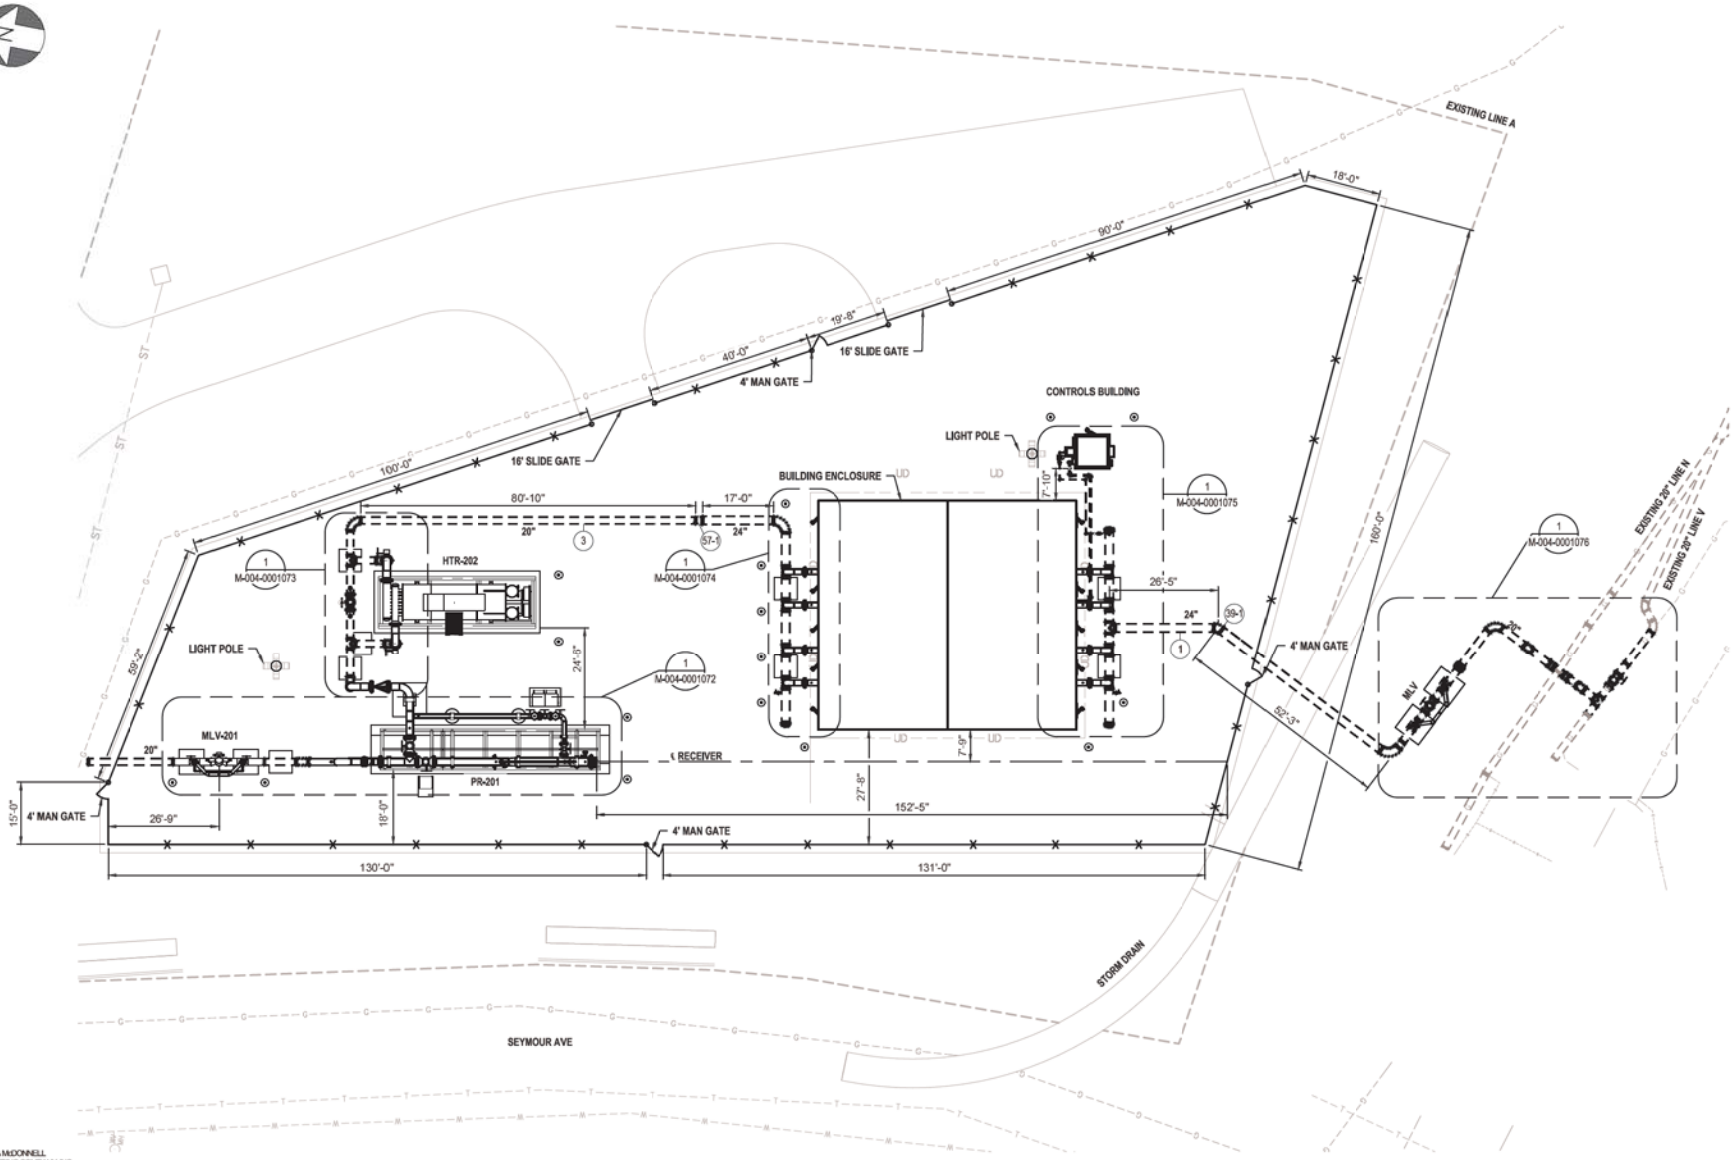 N
EXISTING LINE A
18'-0"
90'-0"
19'-8"
40'-0"
16' SLIDE GATE
4' MAN GATE
CONTROLS BUILDING
ST
LIGHT POLE
16' SLIDE GATE
100'-0"
BUILDING ENCLOSURE
UD
UD
7'-10"
1
M-004-0001075
160'-0"
EXISTING 20" LINE N
EXISTING 20" LINE V
80'-10"
17'-0"
20"
3
57-1
24"
1
M-004-0001076
ST
1
M-004-0001073
HTR-202
1
M-004-0001074
26'-5"
24"
39-1
20"
1
4' MAN GATE
59'-2"
LIGHT POLE
24'-6"
1
M-004-0001072
MLV
52'-3"
MLV-201
20"
UD
UD
7'-9"
℄ RECEIVER
PR-201
27'-8"
15'-0"
4' MAN GATE
26'-9"
18'-0"
152'-5"
4' MAN GATE
130'-0"
131'-0"
STORM DRAIN
SEYMOUR AVE
McDONNELL